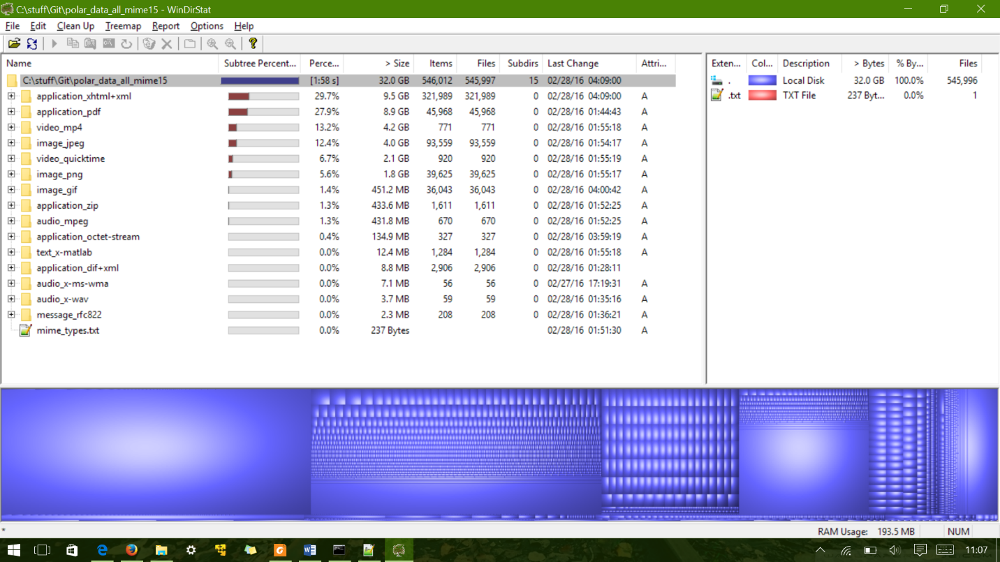 C:\stuff\Git\polar_data_all_mime15 - WinDirStat
File Edit Clean Up Treemap Report Options Help
Name Subtree Percent... Perce... > Size Items Files Subdirs Last Change Attri...
C:\stuff\Git\polar_data_all_mime15 [1:58 s] 32.0 GB 546,012 545,997 15 02/28/16 04:09:00
application_xhtml+xml 29.7% 9.5 GB 321,989 321,989 0 02/28/16 04:09:00 A
application_pdf 27.9% 8.9 GB 45,968 45,968 0 02/28/16 01:44:43 A
video_mp4 13.2% 4.2 GB 771 771 0 02/28/16 01:55:18 A
image_jpeg 12.4% 4.0 GB 93,559 93,559 0 02/28/16 01:54:17 A
video_quicktime 6.7% 2.1 GB 920 920 0 02/28/16 01:55:19 A
image_png 5.6% 1.8 GB 39,625 39,625 0 02/28/16 01:55:17 A
image_gif 1.4% 451.2 MB 36,043 36,043 0 02/28/16 04:00:42 A
application_zip 1.3% 433.6 MB 1,611 1,611 0 02/28/16 01:52:25 A
audio_mpeg 1.3% 431.8 MB 670 670 0 02/28/16 01:52:25 A
application_octet-stream 0.4% 134.9 MB 327 327 0 02/28/16 03:59:19 A
text_x-matlab 0.0% 12.4 MB 1,284 1,284 0 02/28/16 01:55:18 A
application_dif+xml 0.0% 8.8 MB 2,906 2,906 0 02/28/16 01:28:11
audio_x-ms-wma 0.0% 7.1 MB 56 56 0 02/27/16 17:19:31 A
audio_x-wav 0.0% 3.7 MB 59 59 0 02/28/16 01:35:16 A
message_rfc822 0.0% 2.3 MB 208 208 0 02/28/16 01:36:21 A
mime_types.txt 0.0% 237 Bytes 02/28/16 01:51:30 A
Exten... Col... Description > Bytes % By... Files
. Local Disk 32.0 GB 100.0% 545,996
.txt TXT File 237 Byt... 0.0% 1
RAM Usage: 193.5 MB NUM
11:07